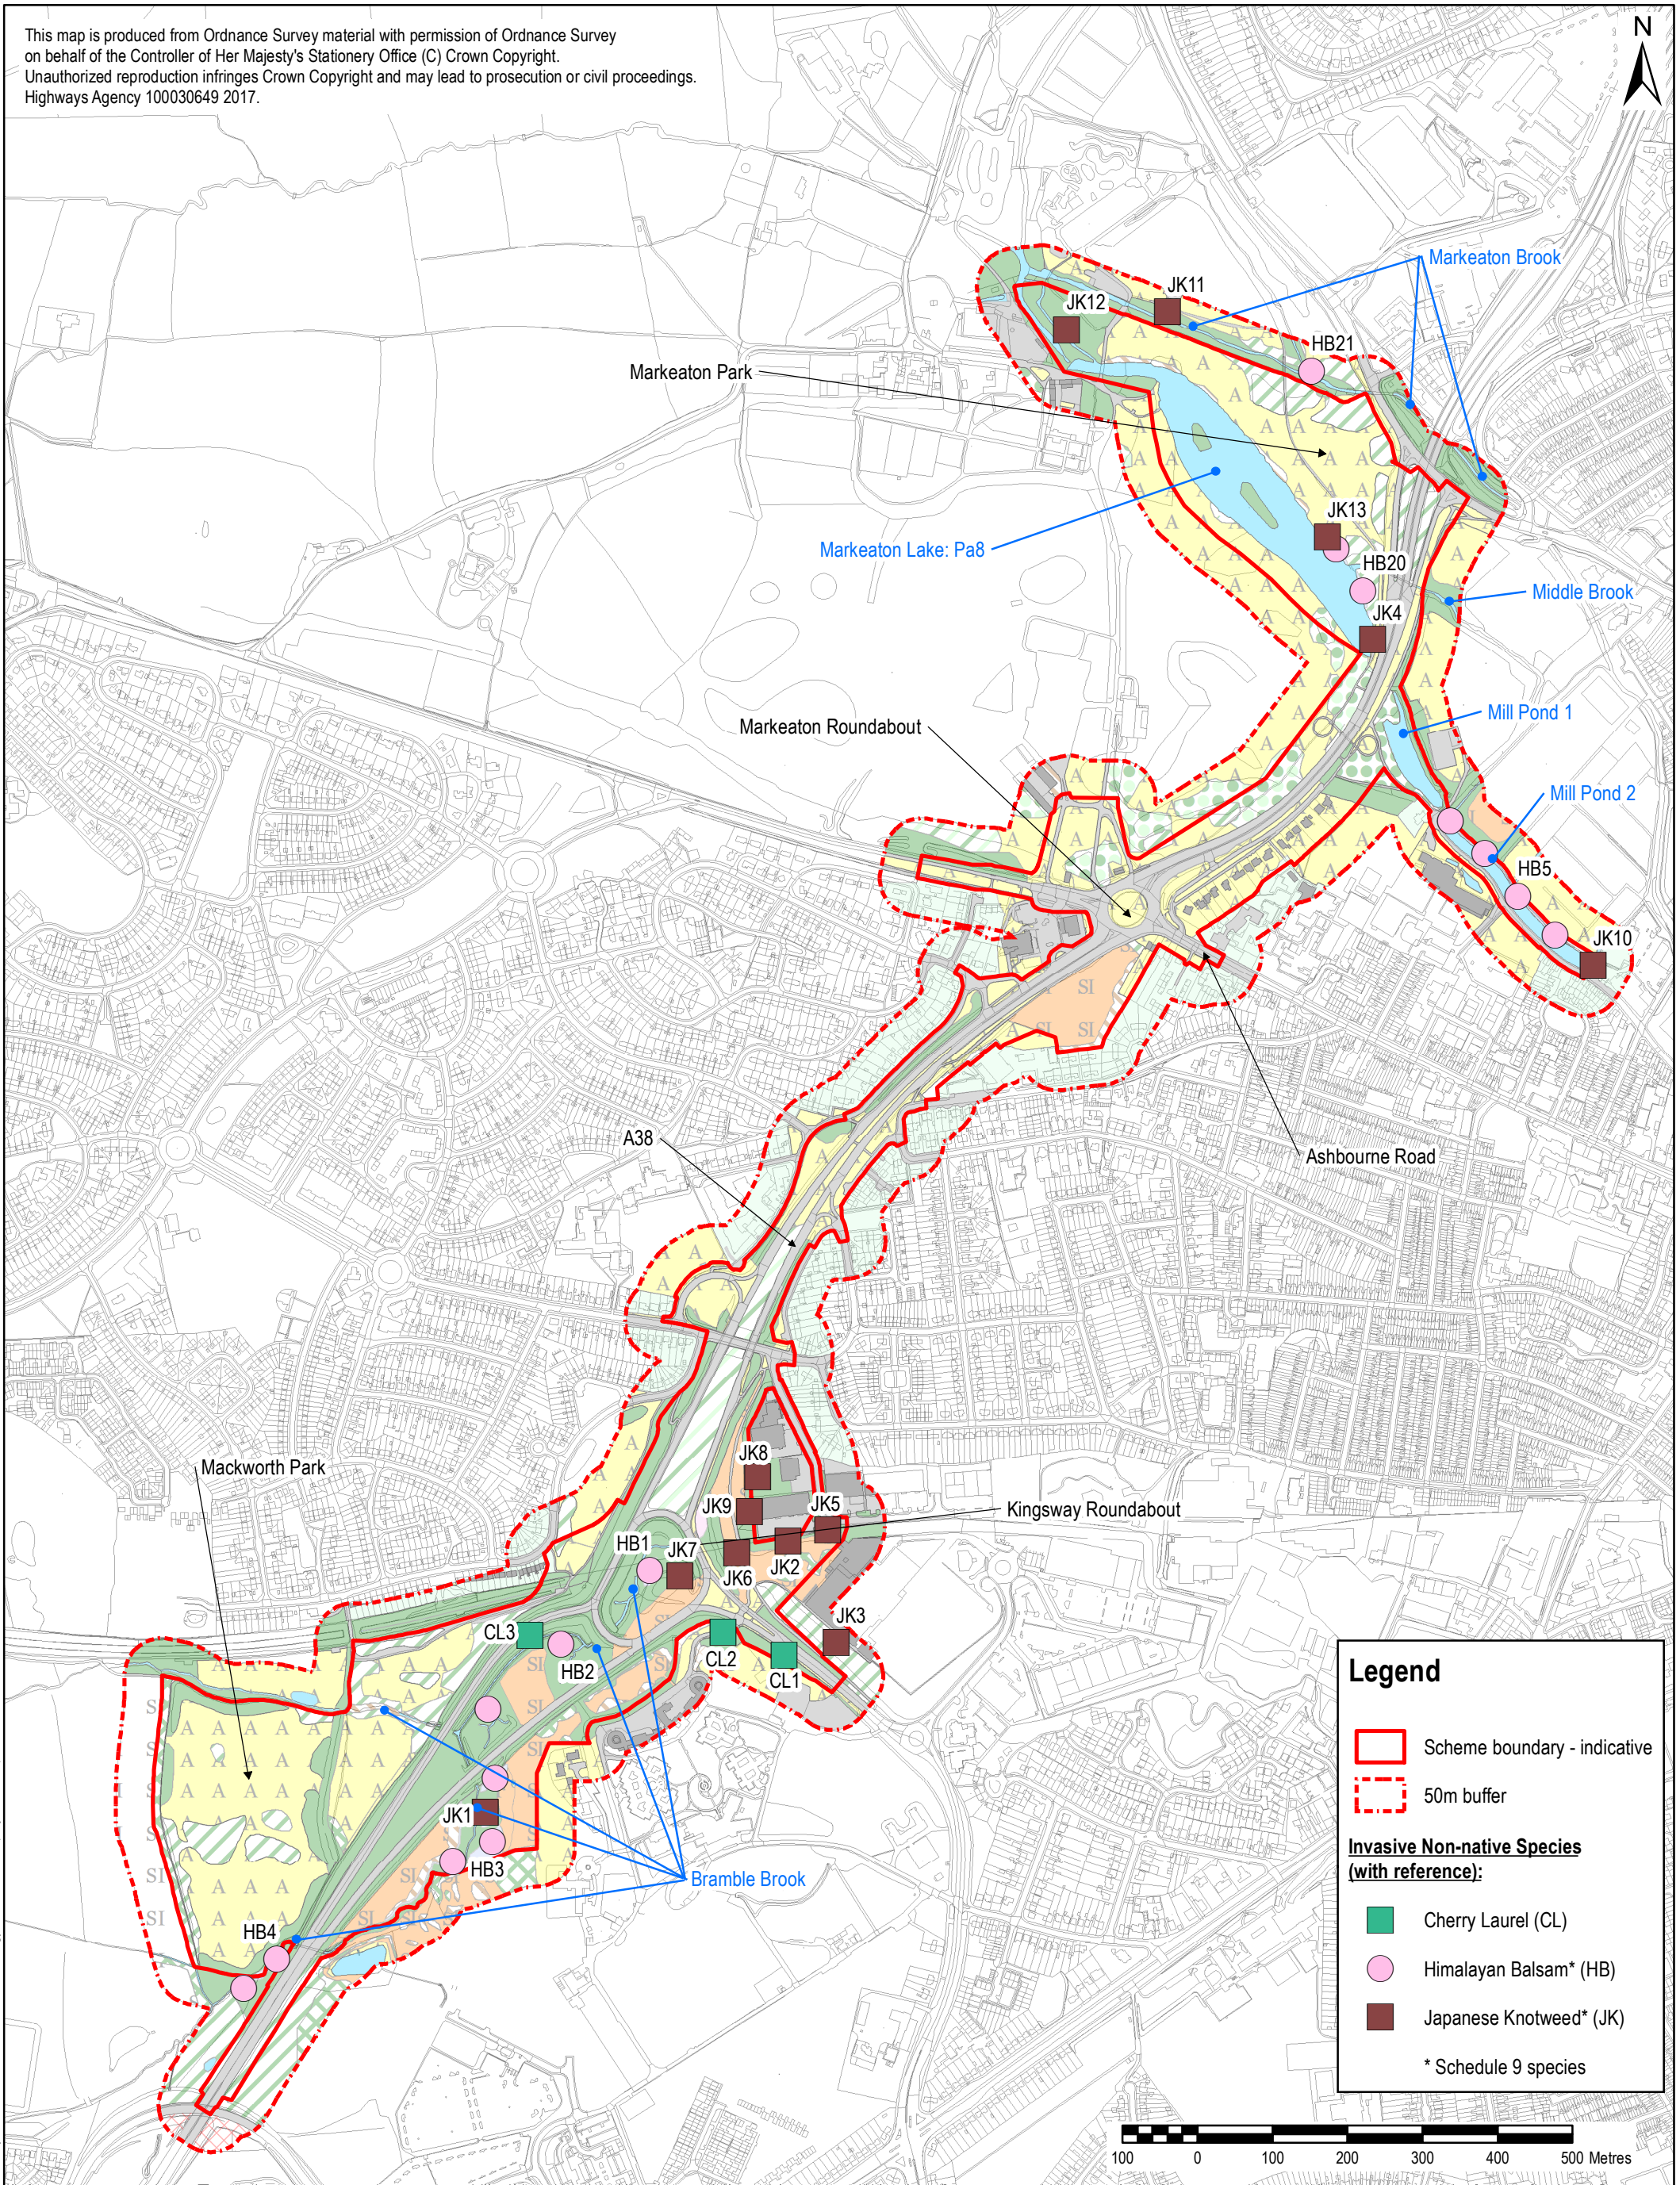 This map is produced from Ordnance Survey material with permission of Ordnance Survey
on behalf of the Controller of Her Majesty's Stationery Office (C) Crown Copyright.
Unauthorized reproduction infringes Crown Copyright and may lead to prosecution or civil proceedings.
Highways Agency 100030649 2017.
N
Markeaton Brook
JK11
JK12
HB21
Markeaton Park
JK13
Markeaton Lake: Pa8
HB20
Middle Brook
JK4
Mill Pond 1
Markeaton Roundabout
Mill Pond 2
HB5
JK10
A38
Ashbourne Road
Mackworth Park
JK8
JK9
JK5
Kingsway Roundabout
HB1
JK7
JK6
JK2
JK3
CL3
HB2
CL2
CL1
JK1
HB3
Bramble Brook
HB4
Legend
Scheme boundary - indicative
50m buffer
Invasive Non-native Species
(with reference):
Cherry Laurel (CL)
Himalayan Balsam* (HB)
Japanese Knotweed* (JK)
* Schedule 9 species
100 0 100 200 300 400 500 Metres